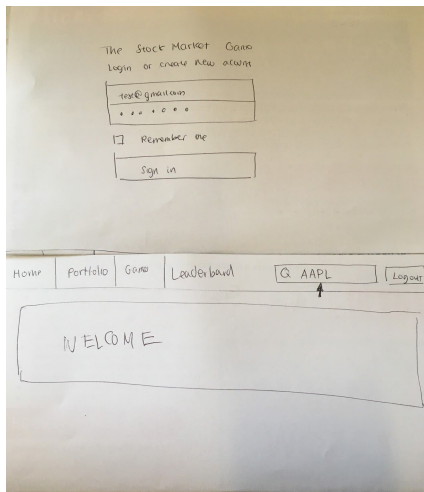 The Stock Market Game
Login or create new
test@gmail.com
Remember me
Sign in
Home Portfolio Game Leaderboard Q AAPL Logout
WELCOME